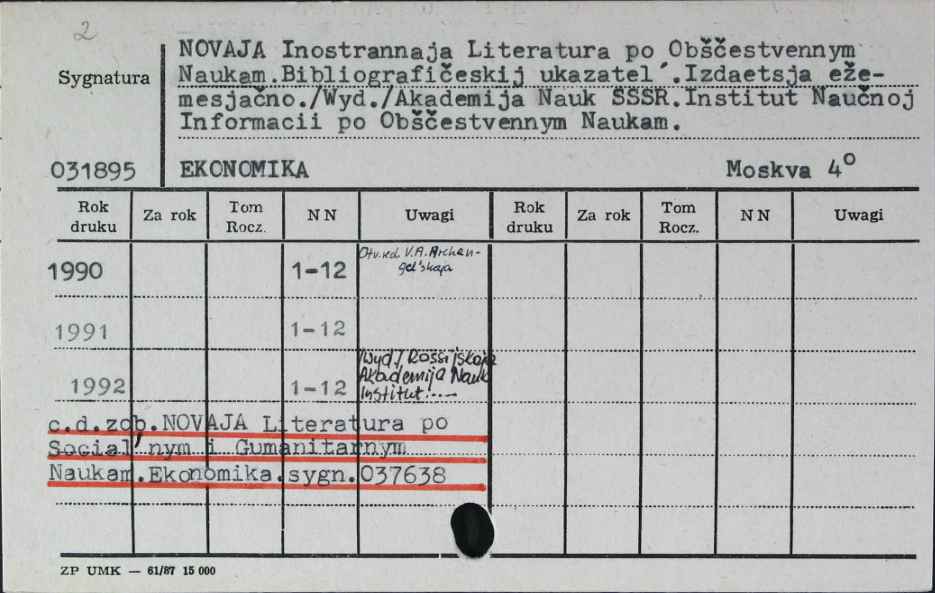 2
NOVAJA Inostrannaja Literatura po Obščestvennym
Sygnatura
Naukam.Bibliografičeskij ukazatel´.Izdaetsja eže-
mesjačno./Wyd./Akademija Nauk SSSR.Institut Naučnoj
Informacii po Obščestvennym Naukam.
031895 EKONOMIKA Moskva 4°
Rok druku Za rok Tom Rocz. N N Uwagi Rok druku Za rok Tom Rocz. N N Uwagi
1990 1-12 Otv.red. V.A.Archan-
gel'skaja
1991 1-12
/Wyd./ Rossijskaja
Akademija Nauk
1992 1-12 Institut.....
c.d.zob.NOVAJA Literatura po
Social'nym i Gumanitarnym
Naukam.Ekonomika.sygn.037638
ZP UMK — 61/87 15 000